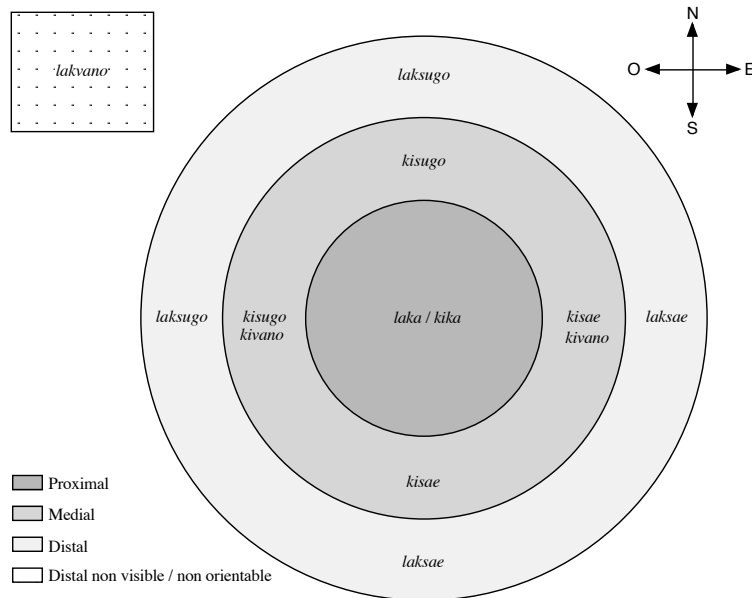 lakvano
N
O
E
S
laksugo
kisugo
laksugo
kisugo
kivano
laka / kika
kisae
kivano
laksae
kisae
laksae
Proximal
Medial
Distal
Distal non visible / non orientable